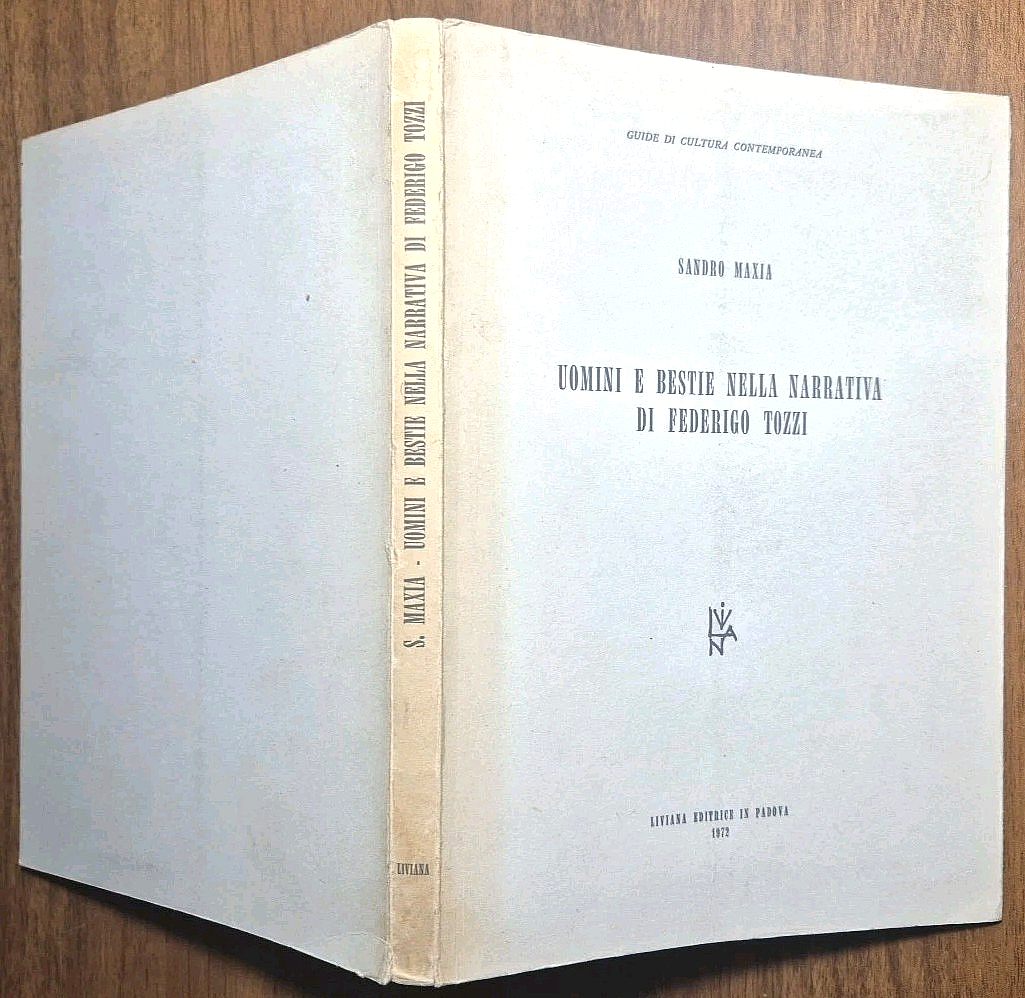 S. MAXIA - UOMINI E BESTIE NELLA NARRATIVA DI FEDERIGO TOZZI
LIVIANA
GUIDE DI CULTURA CONTEMPORANEA
SANDRO MAXIA
UOMINI E BESTIE NELLA NARRATIVA
DI FEDERIGO TOZZI
LIVIAN
LIVIANA EDITRICE IN PADOVA
1972